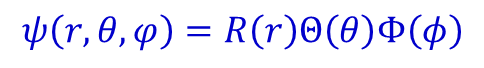 ψ(r, θ, φ) = R(r)Θ(θ)Φ(ϕ)